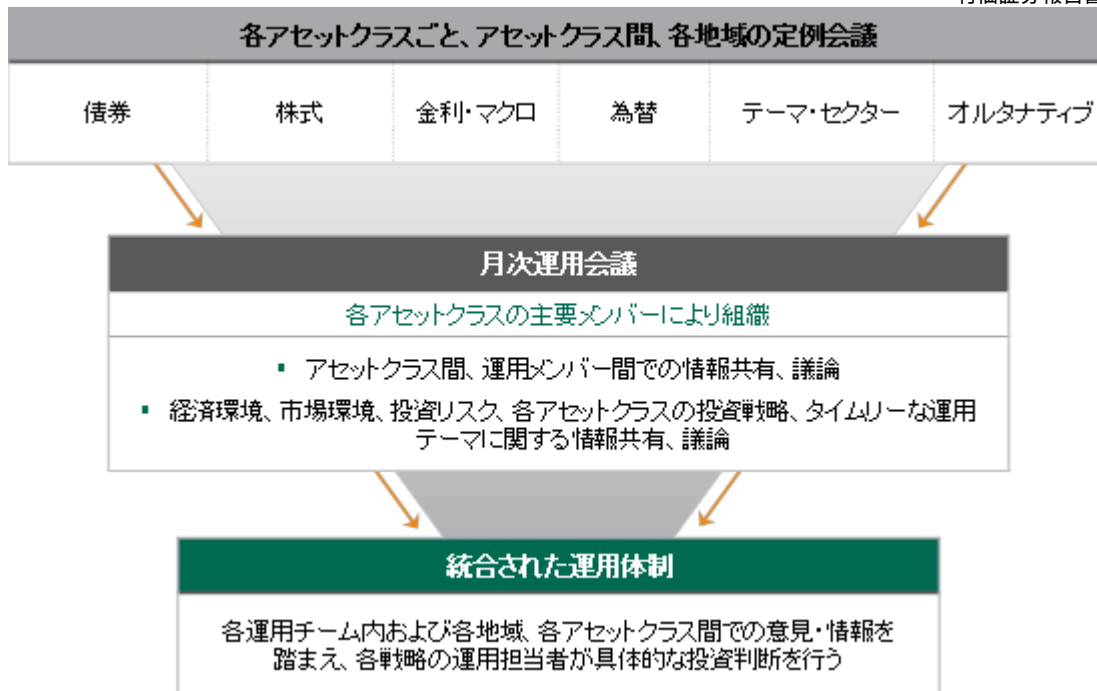 各アセットクラスごと、アセットクラス間、各地域の定例会議
債券 株式 金利・マクロ 為替 テーマ・セクター オルタナティブ
月次運用会議
各アセットクラスの主要メンバーにより組織
▪ アセットクラス間、運用メンバー間での情報共有、議論
▪ 経済環境、市場環境、投資リスク、各アセットクラスの投資戦略、タイムリーな運用
テーマに関する情報共有、議論
統合された運用体制
各運用チーム内および各地域、各アセットクラス間での意見・情報を
踏まえ、各戦略の運用担当者が具体的な投資判断を行う